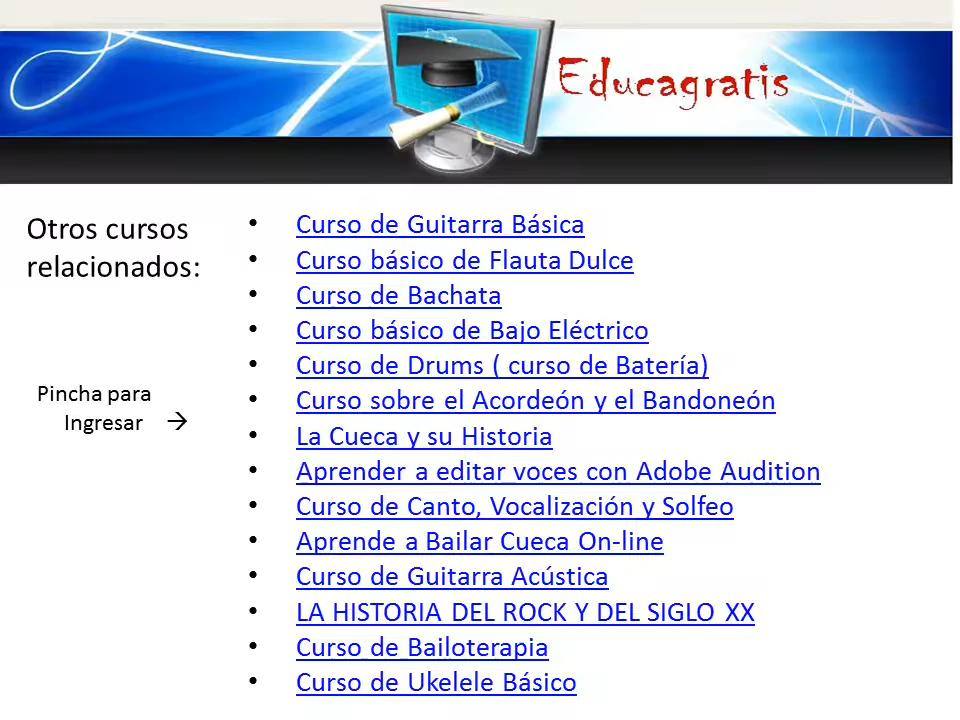 Educagratis
Otros cursos
relacionados:
Pincha para
Ingresar →
• Curso de Guitarra Básica
• Curso básico de Flauta Dulce
• Curso de Bachata
• Curso básico de Bajo Eléctrico
• Curso de Drums ( curso de Batería)
• Curso sobre el Acordeón y el Bandoneón
• La Cueca y su Historia
• Aprender a editar voces con Adobe Audition
• Curso de Canto, Vocalización y Solfeo
• Aprende a Bailar Cueca On-line
• Curso de Guitarra Acústica
• LA HISTORIA DEL ROCK Y DEL SIGLO XX
• Curso de Bailoterapia
• Curso de Ukelele Básico